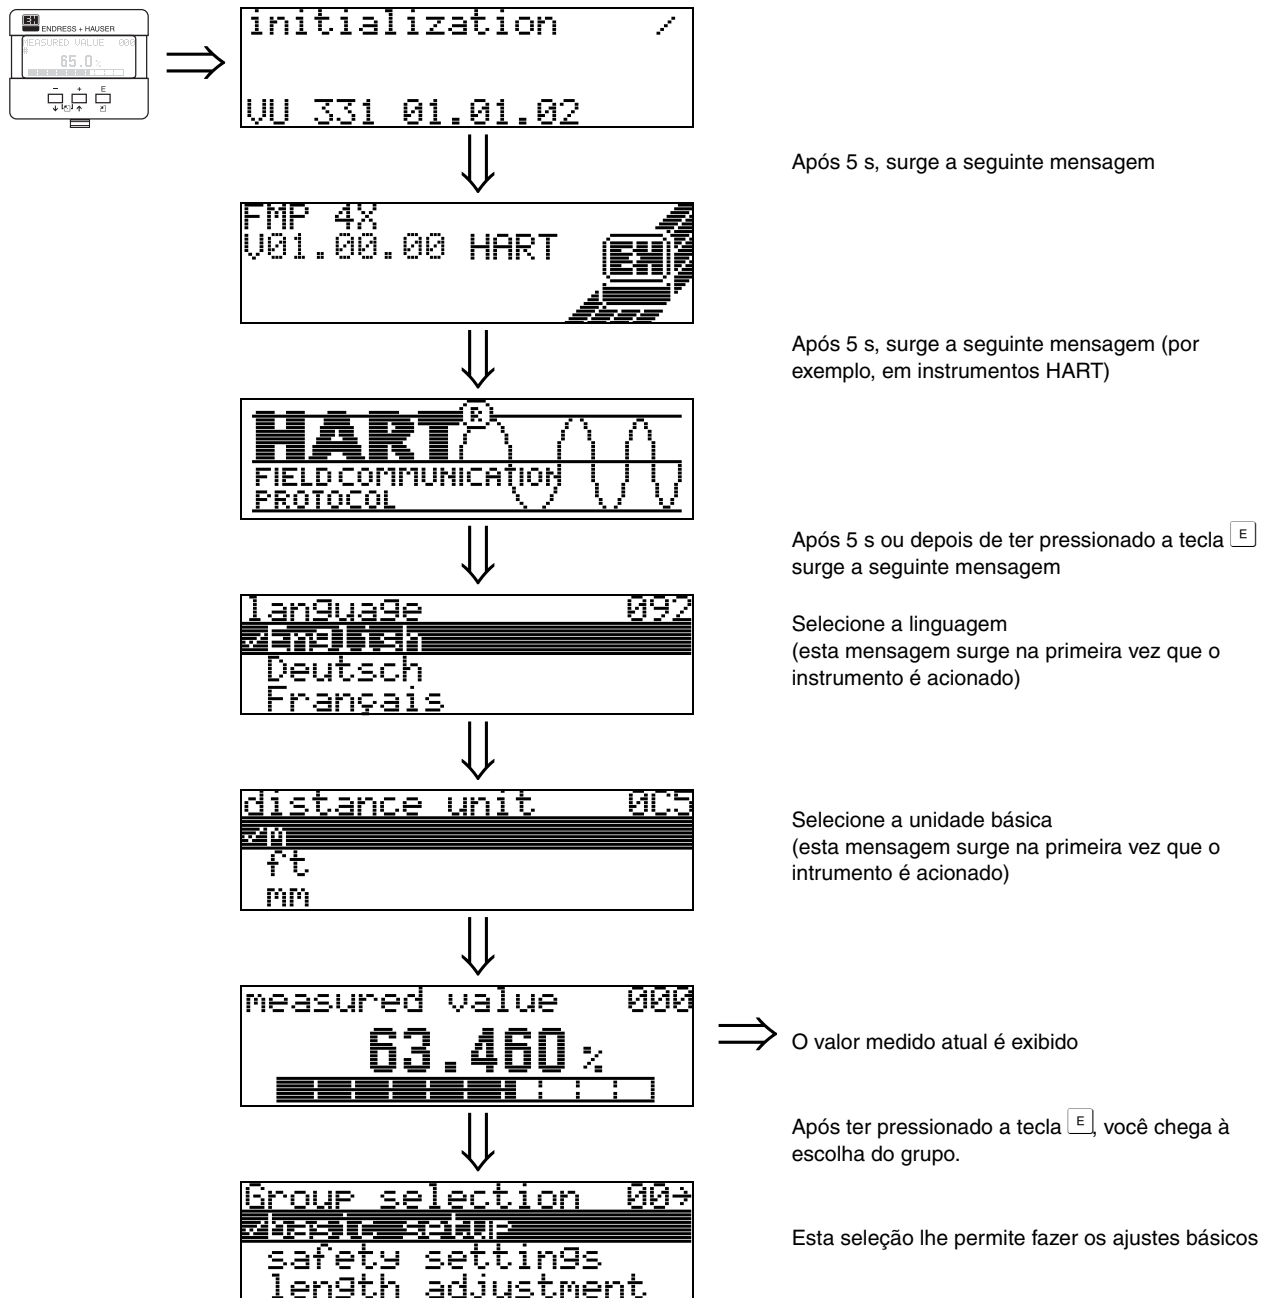 EH ENDRESS + HAUSER
MEASURED VALUE 000
#
65.0 %
- + E
initialization /
VU 331 01.01.02
Após 5 s, surge a seguinte mensagem
FMP 4X
V01.00.00 HART
EH
Após 5 s, surge a seguinte mensagem (por
exemplo, em instrumentos HART)
HART ®
FIELD COMMUNICATION
PROTOCOL
Após 5 s ou depois de ter pressionado a tecla E
surge a seguinte mensagem
language 092
✓English
Deutsch
Français
Selecione a linguagem
(esta mensagem surge na primeira vez que o
instrumento é acionado)
distance unit 0C5
✓m
ft
mm
Selecione a unidade básica
(esta mensagem surge na primeira vez que o
intrumento é acionado)
measured value 000
63.460 %
O valor medido atual é exibido
Após ter pressionado a tecla E, você chega à
escolha do grupo.
Group selection 00→
✓basic setup
safety settings
length adjustment
Esta seleção lhe permite fazer os ajustes básicos